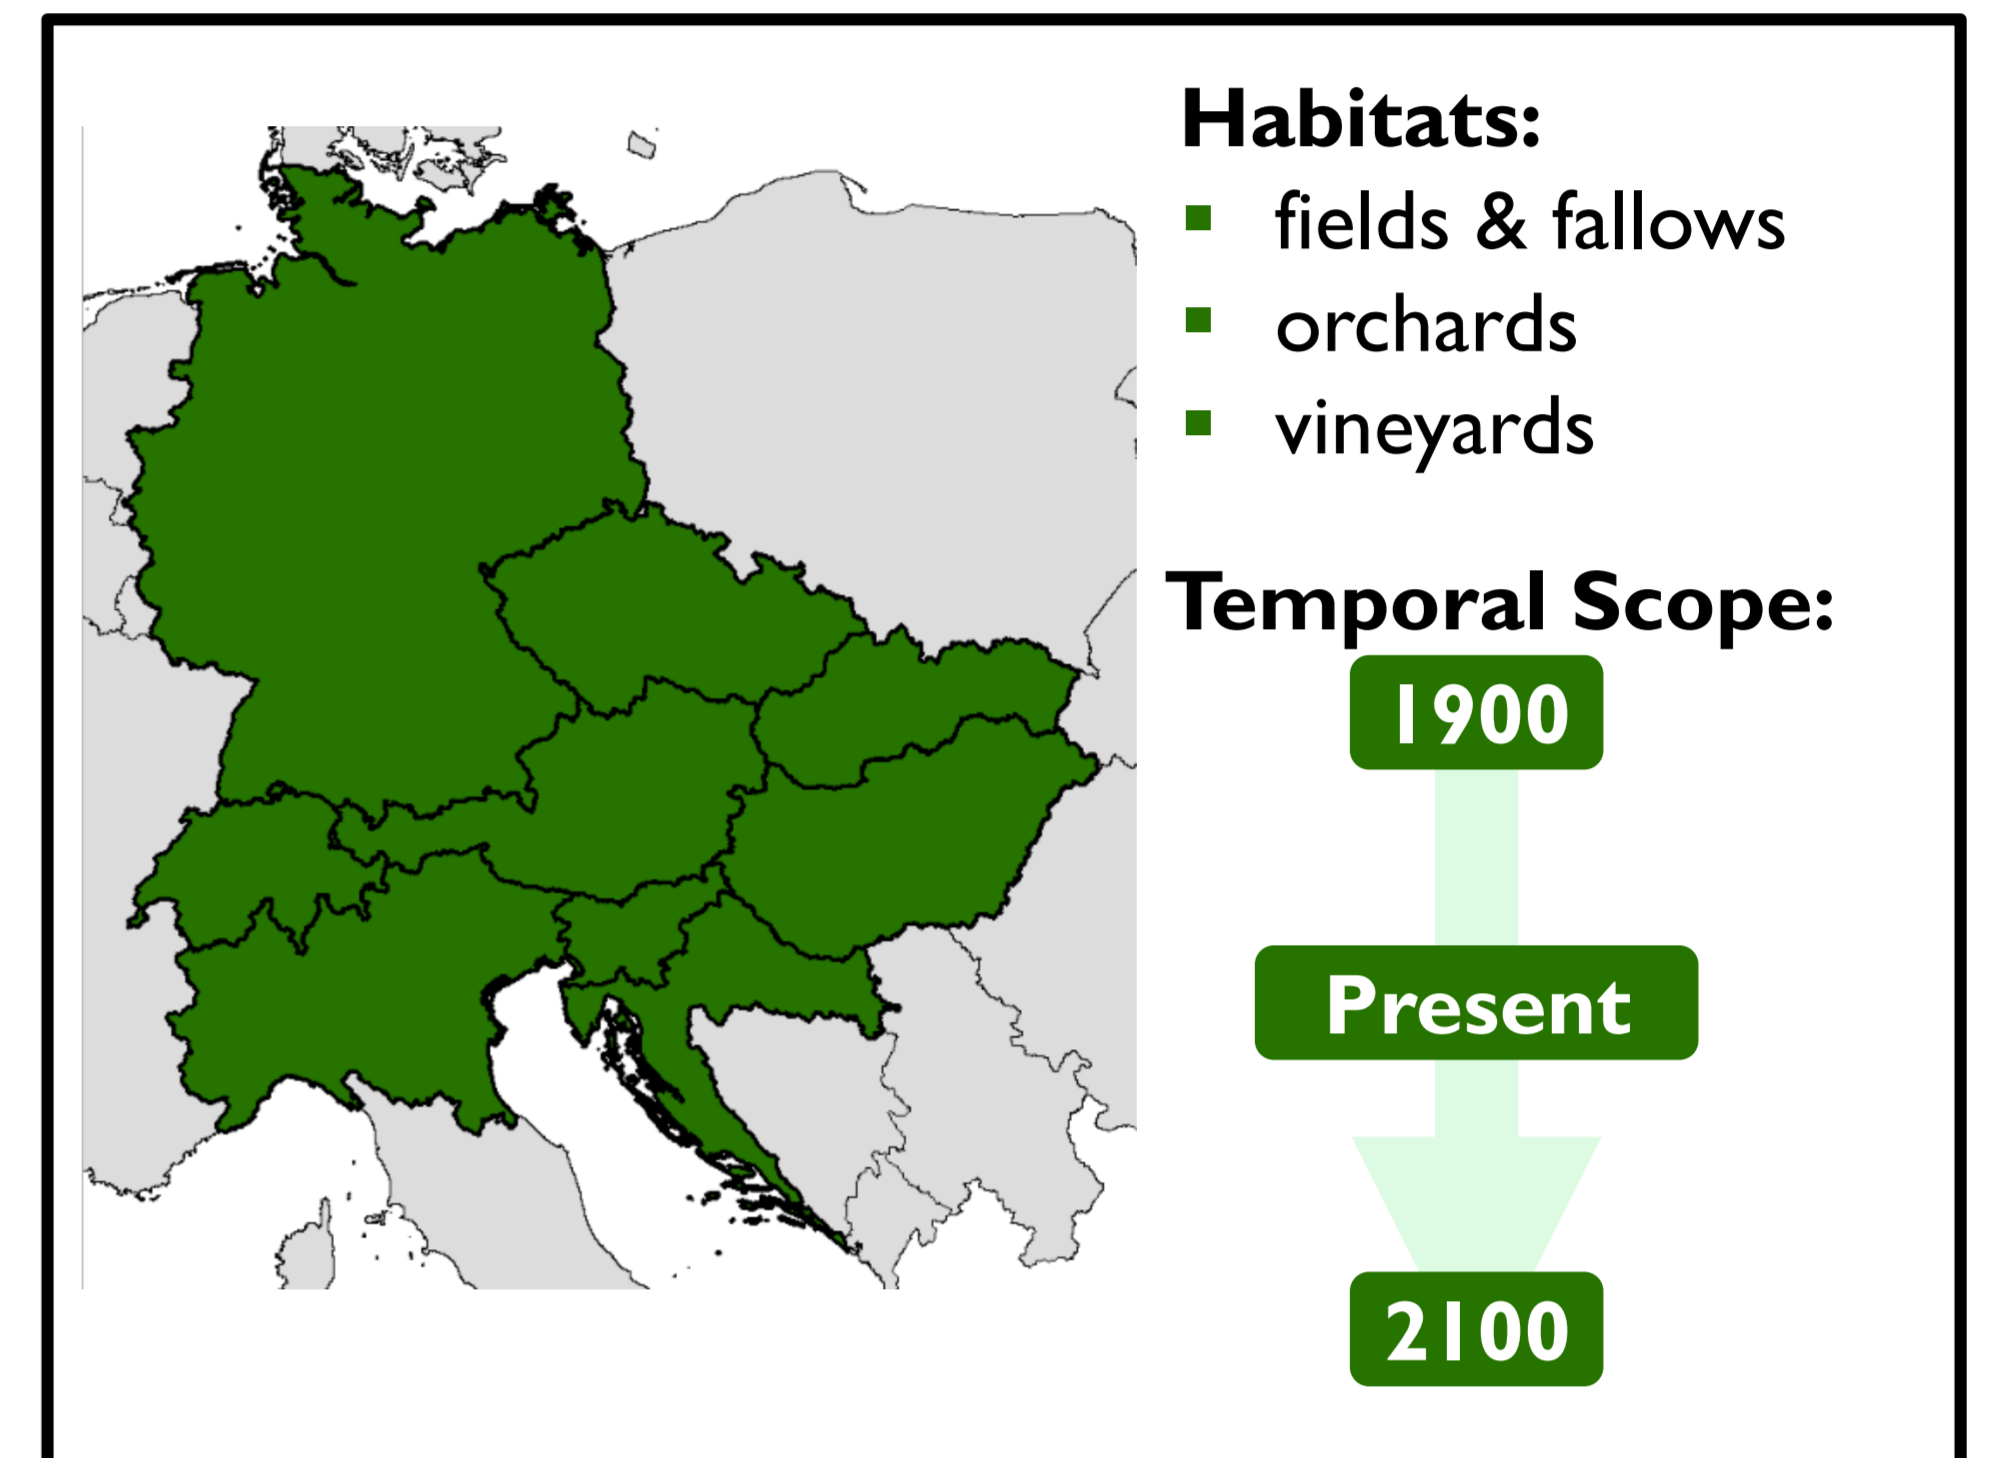 Habitats:
▪ fields & fallows
▪ orchards
▪ vineyards
Temporal Scope:
1900
Present
2100